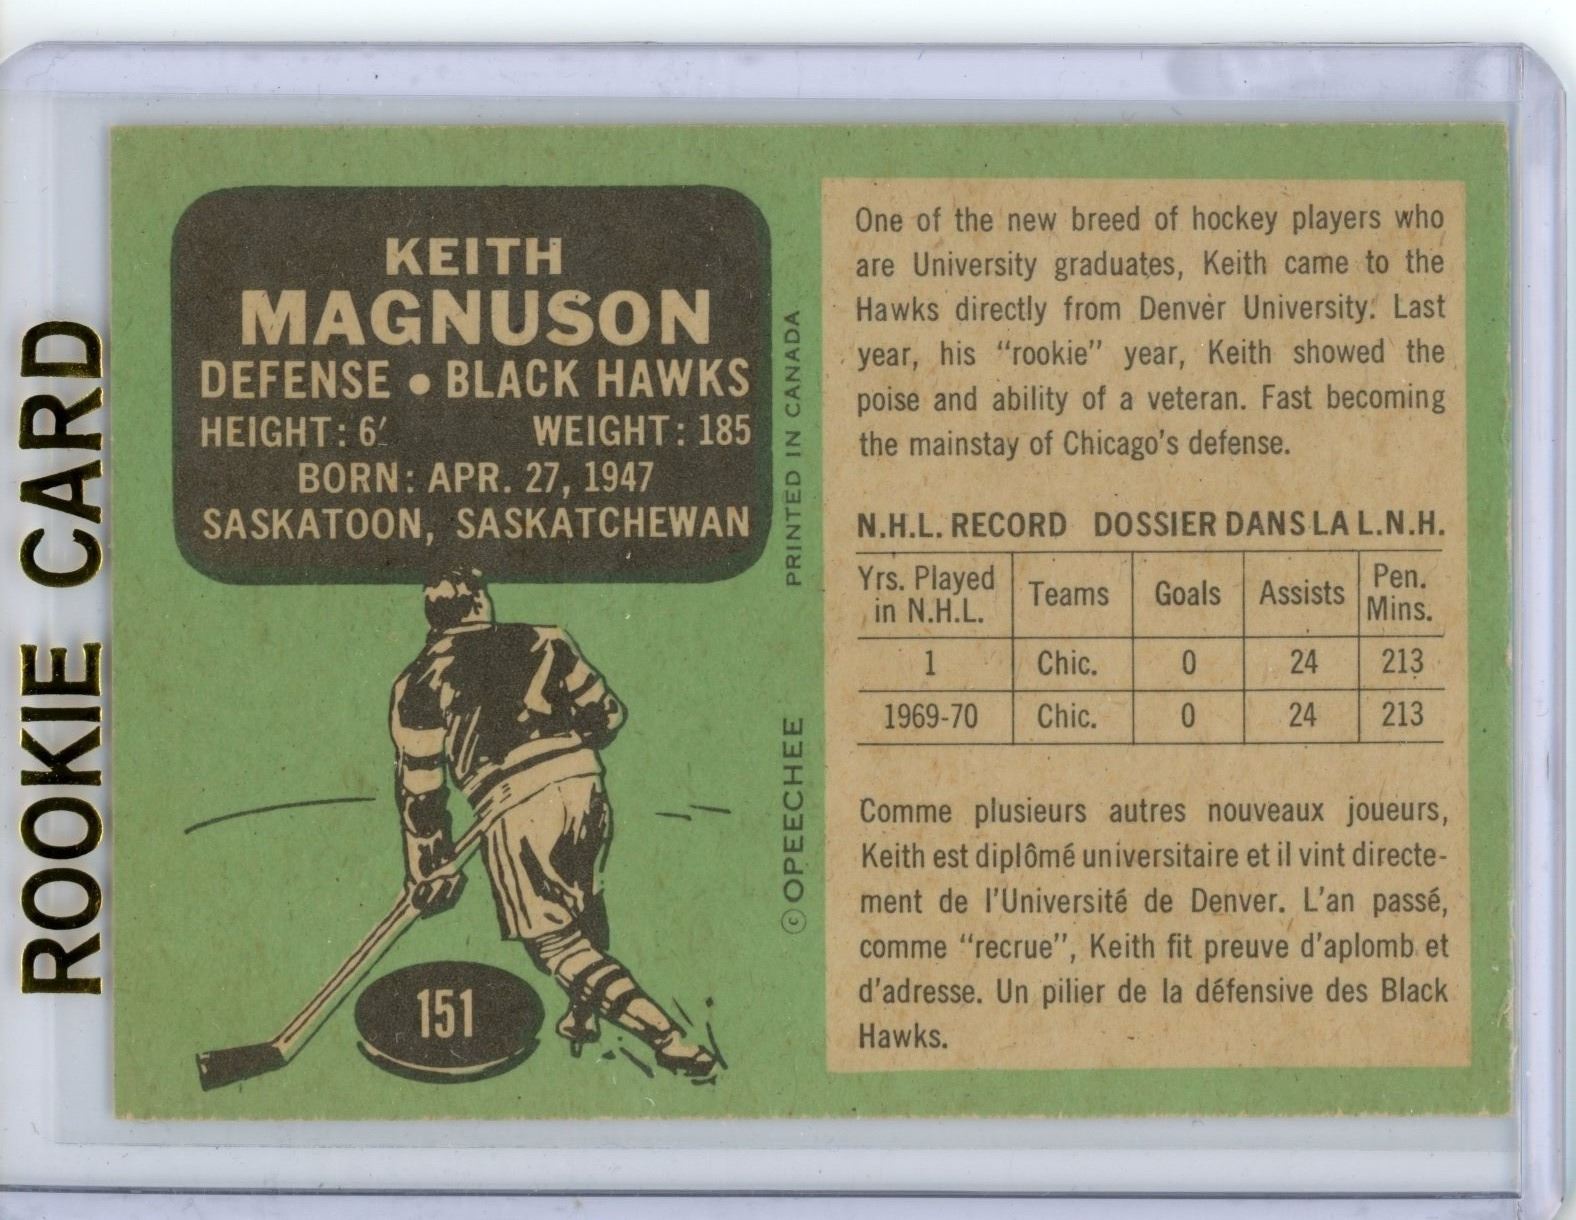 ROOKIE CARD
KEITH
MAGNUSON
DEFENSE • BLACK HAWKS
HEIGHT: 6′ WEIGHT: 185
BORN: APR. 27, 1947
SASKATOON, SASKATCHEWAN
151
© OPEECHEE PRINTED IN CANADA
One of the new breed of hockey players who
are University graduates, Keith came to the
Hawks directly from Denver University. Last
year, his “rookie” year, Keith showed the
poise and ability of a veteran. Fast becoming
the mainstay of Chicago’s defense.
N.H.L. RECORD DOSSIER DANS LA L.N.H.
Yrs. Played in N.H.L. Teams Goals Assists Pen. Mins.
1 Chic. 0 24 213
1969-70 Chic. 0 24 213
Comme plusieurs autres nouveaux joueurs,
Keith est diplômé universitaire et il vint directe-
ment de l’Université de Denver. L’an passé,
comme “recrue”, Keith fit preuve d’aplomb et
d’adresse. Un pilier de la défensive des Black
Hawks.